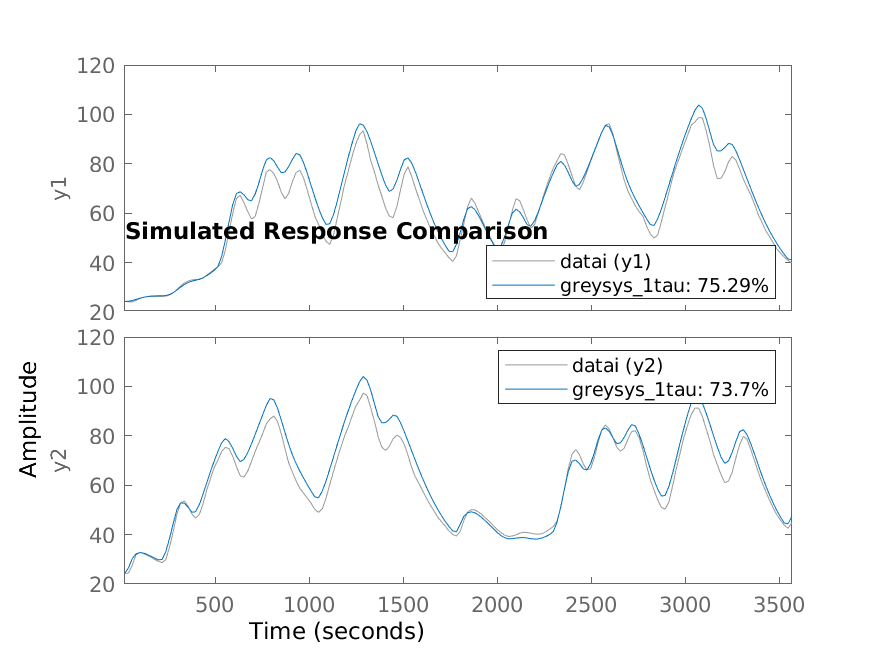 120
100
80
60
40
20
y1
Simulated Response Comparison
datai (y1)
greysys_1tau: 75.29%
120
100
80
60
40
20
Amplitude
y2
datai (y2)
greysys_1tau: 73.7%
500 1000 1500 2000 2500 3000 3500
Time (seconds)